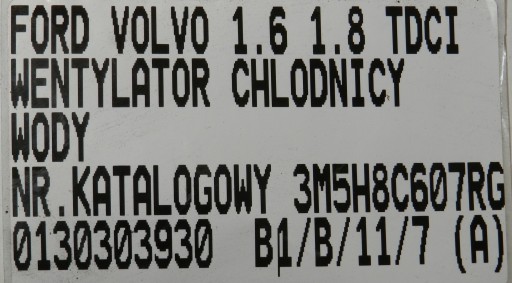 FORD VOLVO 1.6 1.8 TDCI
WENTYLATOR CHLODNICY
WODY
NR.KATALOGOWY 3M5H8C607RG
0130303930 B1/B/11/7 (A)